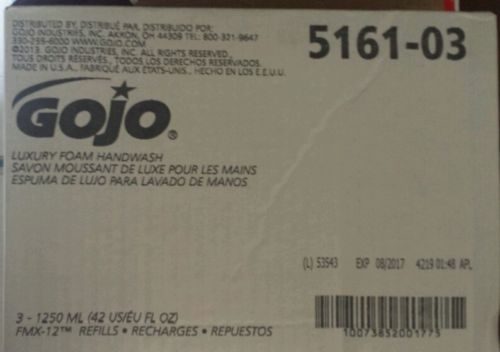 DISTRIBUTED BY, DISTRIBUÉ PAR, DISTRIBUIDO POR:
GOJO INDUSTRIES, INC. AKRON, OH 44309 TEL: 800-321-9647
330-255-6000 WWW.GOJO.COM
©2013. GOJO INDUSTRIES, INC. ALL RIGHTS RESERVED.,
TOUS DROITS RÉSERVÉS., TODOS LOS DERECHOS RESERVADOS.
MADE IN U.S.A., FABRIQUÉ AUX ÉTATS-UNIS., HECHO EN LOS E.E.U.U.
5161-03
GOJO®
LUXURY FOAM HANDWASH
SAVON MOUSSANT DE LUXE POUR LES MAINS
ESPUMA DE LUJO PARA LAVADO DE MANOS
(L) 53543 EXP 08/2017 4219 01:48 APL
3 - 1250 ML (42 US/ÉU FL OZ)
FMX-12™ REFILLS • RECHARGES • REPUESTOS
10073852001775